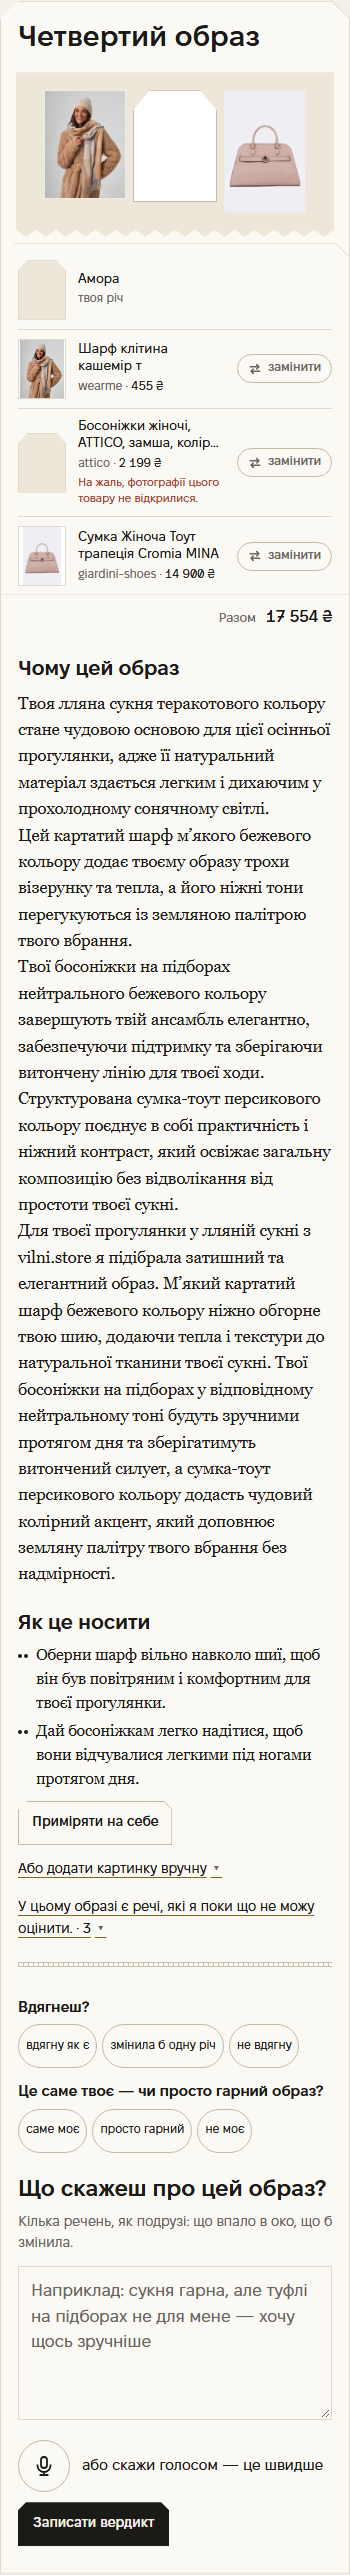 Четвертий образ
Амора
твоя річ
Шарф клітина
кашемір т
wearme · 455 ₴
замінити
Босоніжки жіночі,
ATTICO, замша, колір...
attico · 2 199 ₴
На жаль, фотографії цього
товару не відкрилися.
замінити
Сумка Жіноча Тоут
трапеція Cromia MINA
giardini-shoes · 14 900 ₴
замінити
Разом 17 554 ₴
Чому цей образ
Твоя лляна сукня теракотового кольору
стане чудовою основою для цієї осінньої
прогулянки, адже її натуральний
матеріал здається легким і дихаючим у
прохолодному сонячному світлі.
Цей картатий шарф м’якого бежевого
кольору додає твоєму образу трохи
візерунку та тепла, а його ніжні тони
перегукуються із земляною палітрою
твого вбрання.
Твої босоніжки на підборах
нейтрального бежевого кольору
завершують твій ансамбль елегантно,
забезпечуючи підтримку та зберігаючи
витончену лінію для твоєї ходи.
Структурована сумка-тоут персикового
кольору поєднує в собі практичність і
ніжний контраст, який освіжає загальну
композицію без відволікання від
простоти твоєї сукні.
Для твоєї прогулянки у лляній сукні з
vilni.store я підібрала затишний та
елегантний образ. М’який картатий
шарф бежевого кольору ніжно обгорне
твою шию, додаючи тепла і текстури до
натуральної тканини твоєї сукні. Твої
босоніжки на підборах у відповідному
нейтральному тоні будуть зручними
протягом дня та зберігатимуть
витончений силует, а сумка-тоут
персикового кольору додасть чудовий
колірний акцент, який доповнює
земляну палітру твого вбрання без
надмірності.
Як це носити
Оберни шарф вільно навколо шиї, щоб
він був повітряним і комфортним для
твоєї прогулянки.
Дай босоніжкам легко надітися, щоб
вони відчувалися легкими під ногами
протягом дня.
Приміряти на себе
Або додати картинку вручну
У цьому образі є речі, які я поки що не можу
оцінити. · 3
Вдягнеш?
вдягну як є змінила б одну річ не вдягну
Це саме твоє — чи просто гарний образ?
саме моє просто гарний не моє
Що скажеш про цей образ?
Кілька речень, як подрузі: що впало в око, що б
змінила.
Наприклад: сукня гарна, але туфлі
на підборах не для мене — хочу
щось зручніше
або скажи голосом — це швидше
Записати вердикт